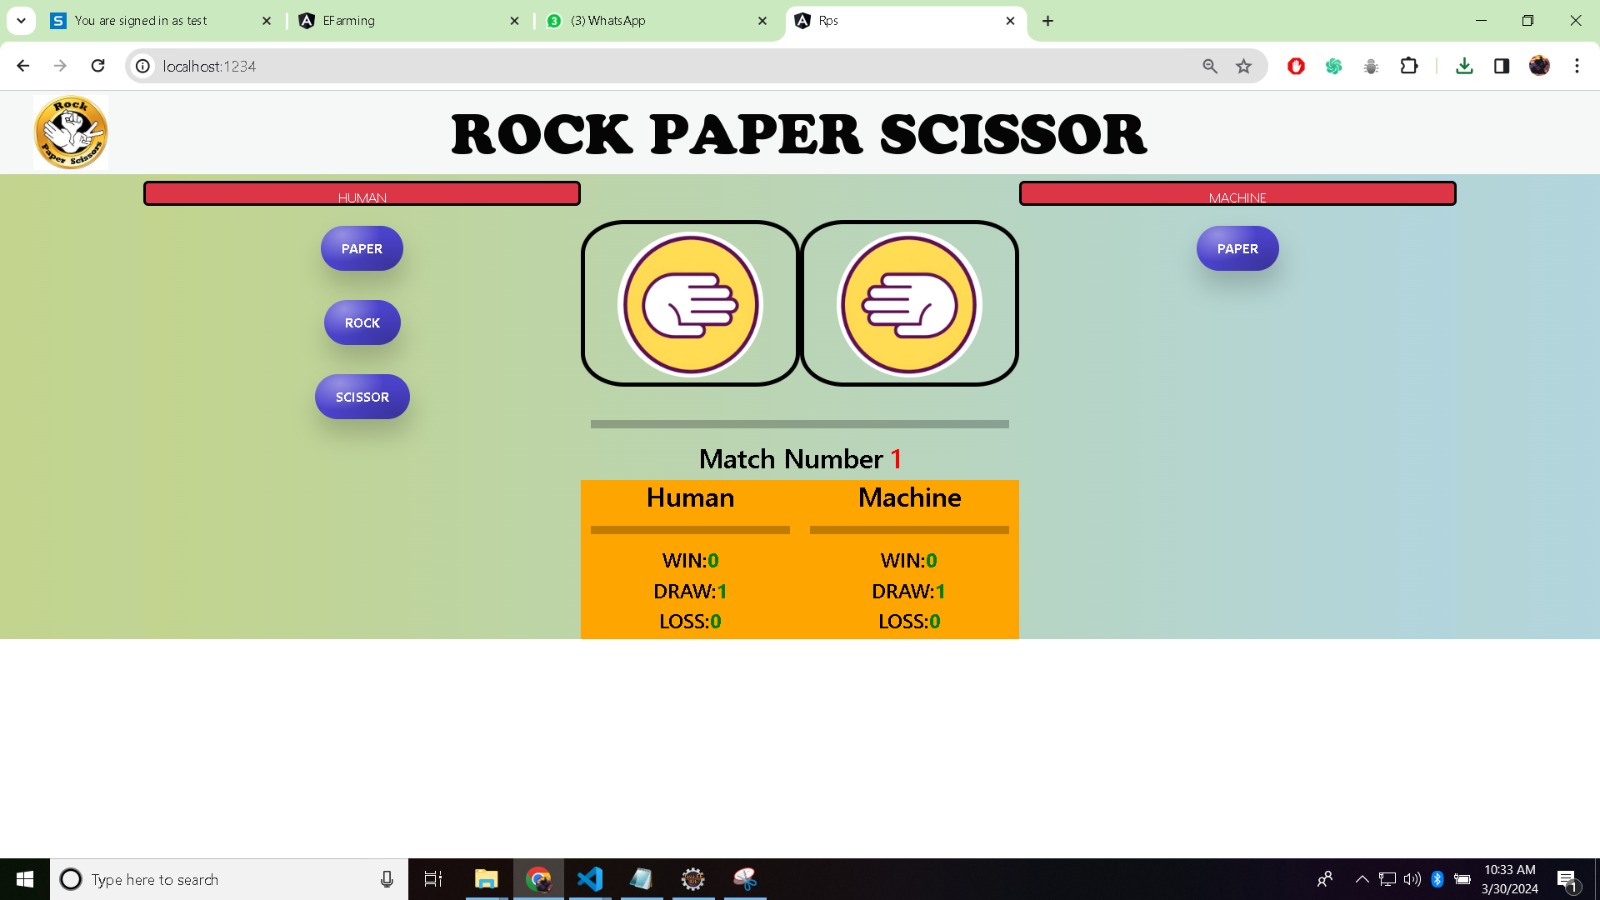 You are signed in as test
EFarming
(3) WhatsApp
Rps
localhost:1234
Rock
Paper Scissors
ROCK PAPER SCISSOR
HUMAN
MACHINE
PAPER
PAPER
ROCK
SCISSOR
Match Number 1
Human
Machine
WIN:0
WIN:0
DRAW:1
DRAW:1
LOSS:0
LOSS:0
Type here to search
10:33 AM
3/30/2024
1